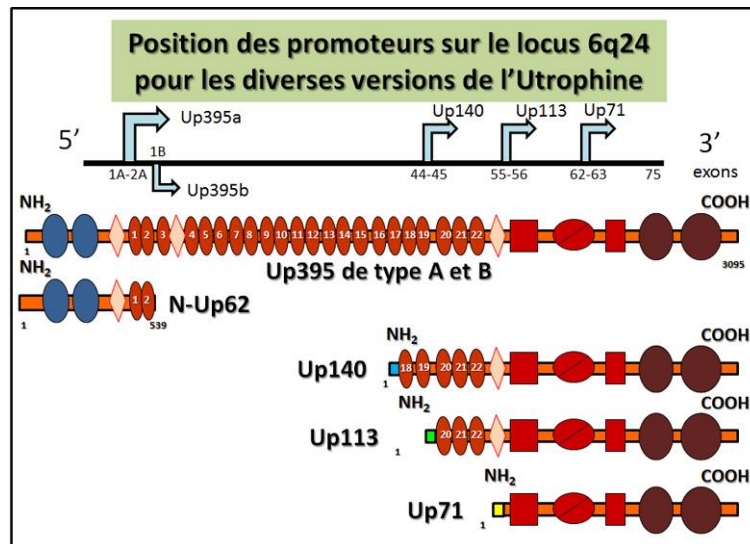 Position des promoteurs sur le locus 6q24
pour les diverses versions de l'Utrophine
5' Up395a Up140 Up113 Up71 3'
1B
1A-2A 44-45 55-56 62-63 75 exons
Up395b
NH2 COOH
1 2 3 4 5 6 7 8 9 10 11 12 13 14 15 16 17 18 19 20 21 22
1 Up395 de type A et B 3095
NH2
1 2
N-Up62
1 539
NH2 COOH
Up140 18 19 20 21 22
1
NH2 COOH
Up113 20 21 22
1
NH2 COOH
Up71
1